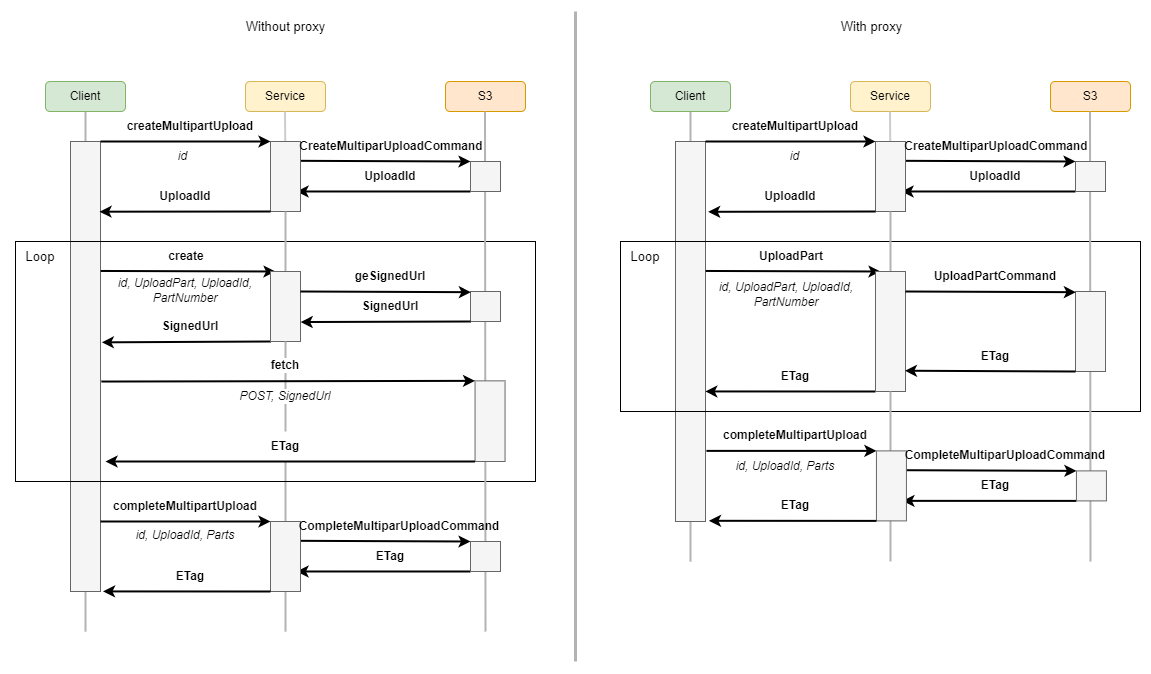 Without proxy
Client
Service
S3
createMultipartUpload
id
CreateMultiparUploadCommand
UploadId
UploadId
Loop
create
id, UploadPart, UploadId,
PartNumber
geSignedUrl
SignedUrl
SignedUrl
fetch
POST, SignedUrl
ETag
completeMultipartUpload
id, UploadId, Parts
CompleteMultiparUploadCommand
ETag
ETag
With proxy
Client
Service
S3
createMultipartUpload
id
CreateMultiparUploadCommand
UploadId
UploadId
Loop
UploadPart
id, UploadPart, UploadId,
PartNumber
UploadPartCommand
ETag
ETag
completeMultipartUpload
id, UploadId, Parts
CompleteMultiparUploadCommand
ETag
ETag